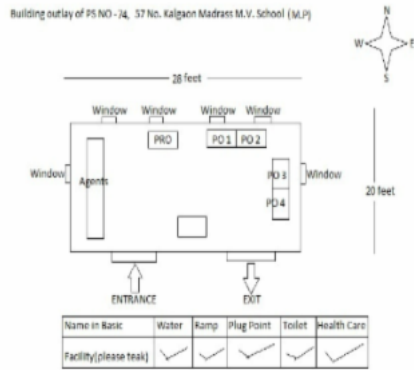 Building outlay of PS NO -74, 57 No. Kalgaon Madrass M.V. School (M.P)
N
W E
S
28 feet
Window Window Window Window
PRO PO 1 PO 2
Window Agents PO 3 Window
PO 4
20 feet
ENTRANCE EXIT
Name in Basic Water Ramp Plug Point Toilet Health Care
Facility(please teak)